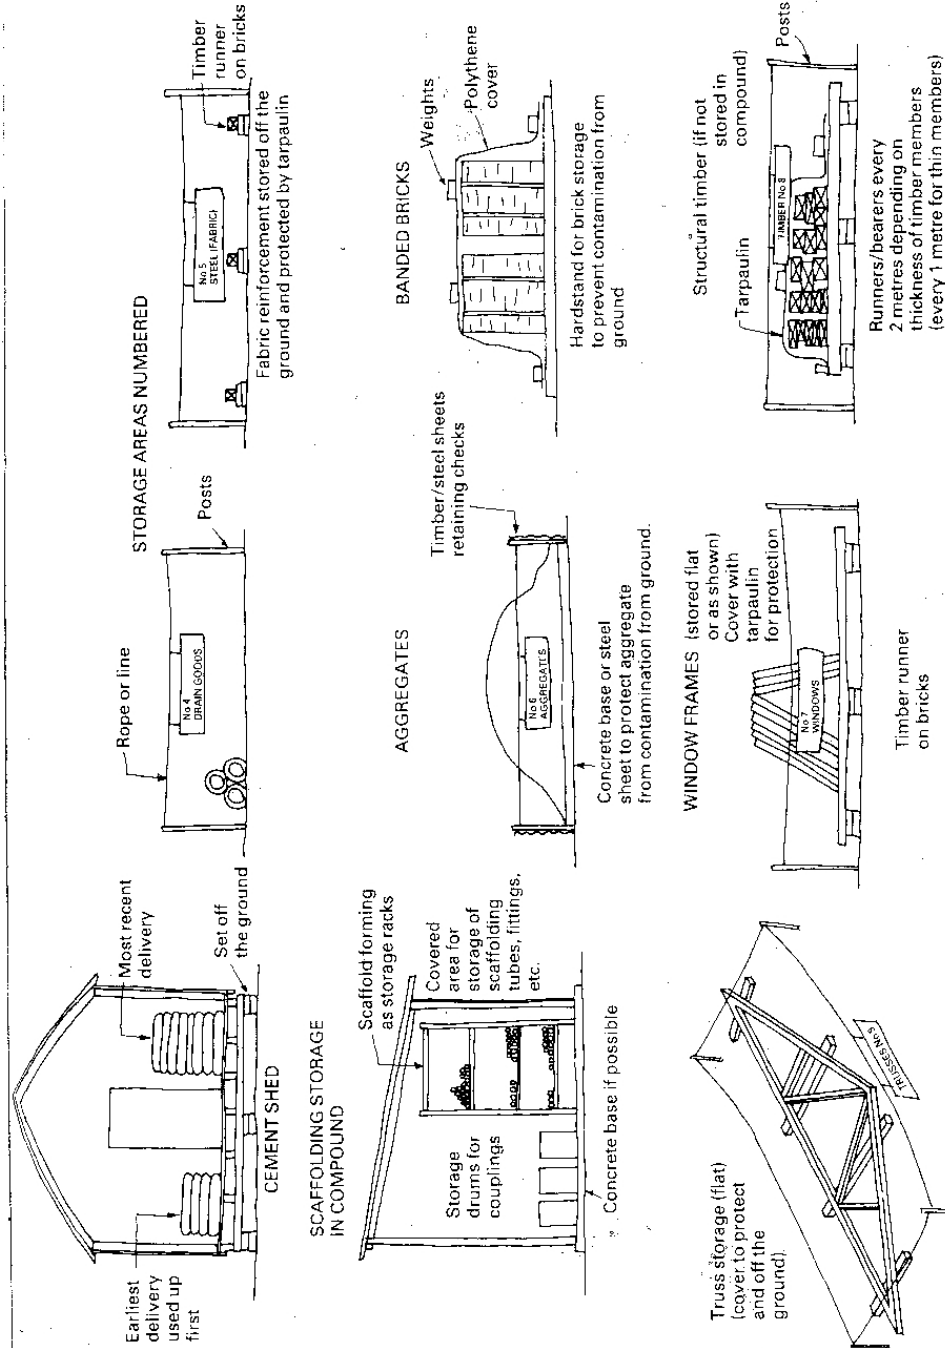 Earliest
delivery
used up
first
Most recent
delivery
Set off
the ground
CEMENT SHED
STORAGE AREAS NUMBERED
Rope or line
No 4
DRAIN GOODS
Posts
No 5
STEEL (FABRIC)
Timber
runner
on bricks
Fabric reinforcement stored off the
ground and protected by tarpaulin
SCAFFOLDING STORAGE
IN COMPOUND
Scaffold forming
as storage racks
Covered
area for
storage of
scaffolding
tubes, fittings,
etc.
Storage
drums for
couplings
Concrete base if possible
AGGREGATES
Timber/steel sheets
retaining checks
No 6
AGGREGATES
Concrete base or steel
sheet to protect aggregate
from contamination from ground.
BANDED BRICKS
Weights
Polythene
cover
Hardstand for brick storage
to prevent contamination from
ground
Truss storage (flat)
(cover to protect
and off the
ground).
TRUSSES No 9
WINDOW FRAMES (stored flat
or as shown)
Cover with
tarpaulin
for protection
No 7
WINDOWS
Timber runner
on bricks
Structural timber (if not
stored in
compound)
Tarpaulin
TIMBER No 8
Posts
Runners/bearers every
2 metres depending on
thickness of timber members
(every 1 metre for thin members)